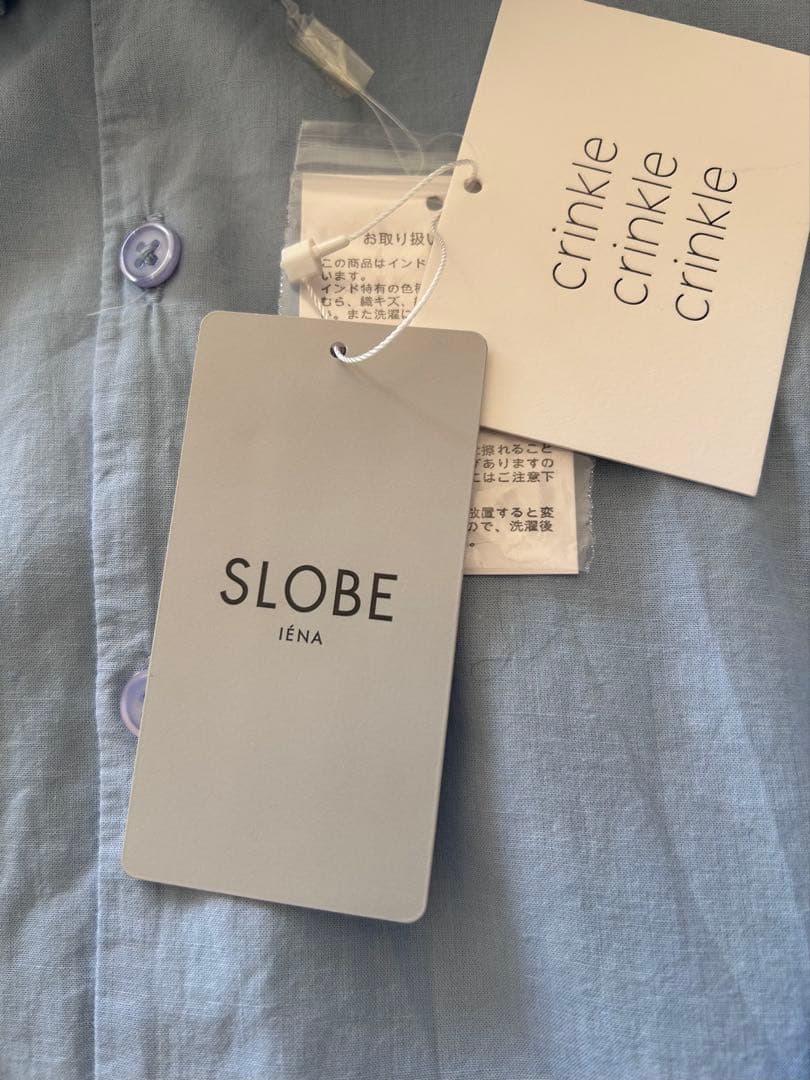 crinkle
crinkle
crinkle
お取り扱い
この商品はインド
います。
インド特有の色
むら、織キズ、
い。また洗濯に
SLOBE
IÉNA
擦れること
ありますの
はご注意下
放置すると変
ので、洗濯後
。